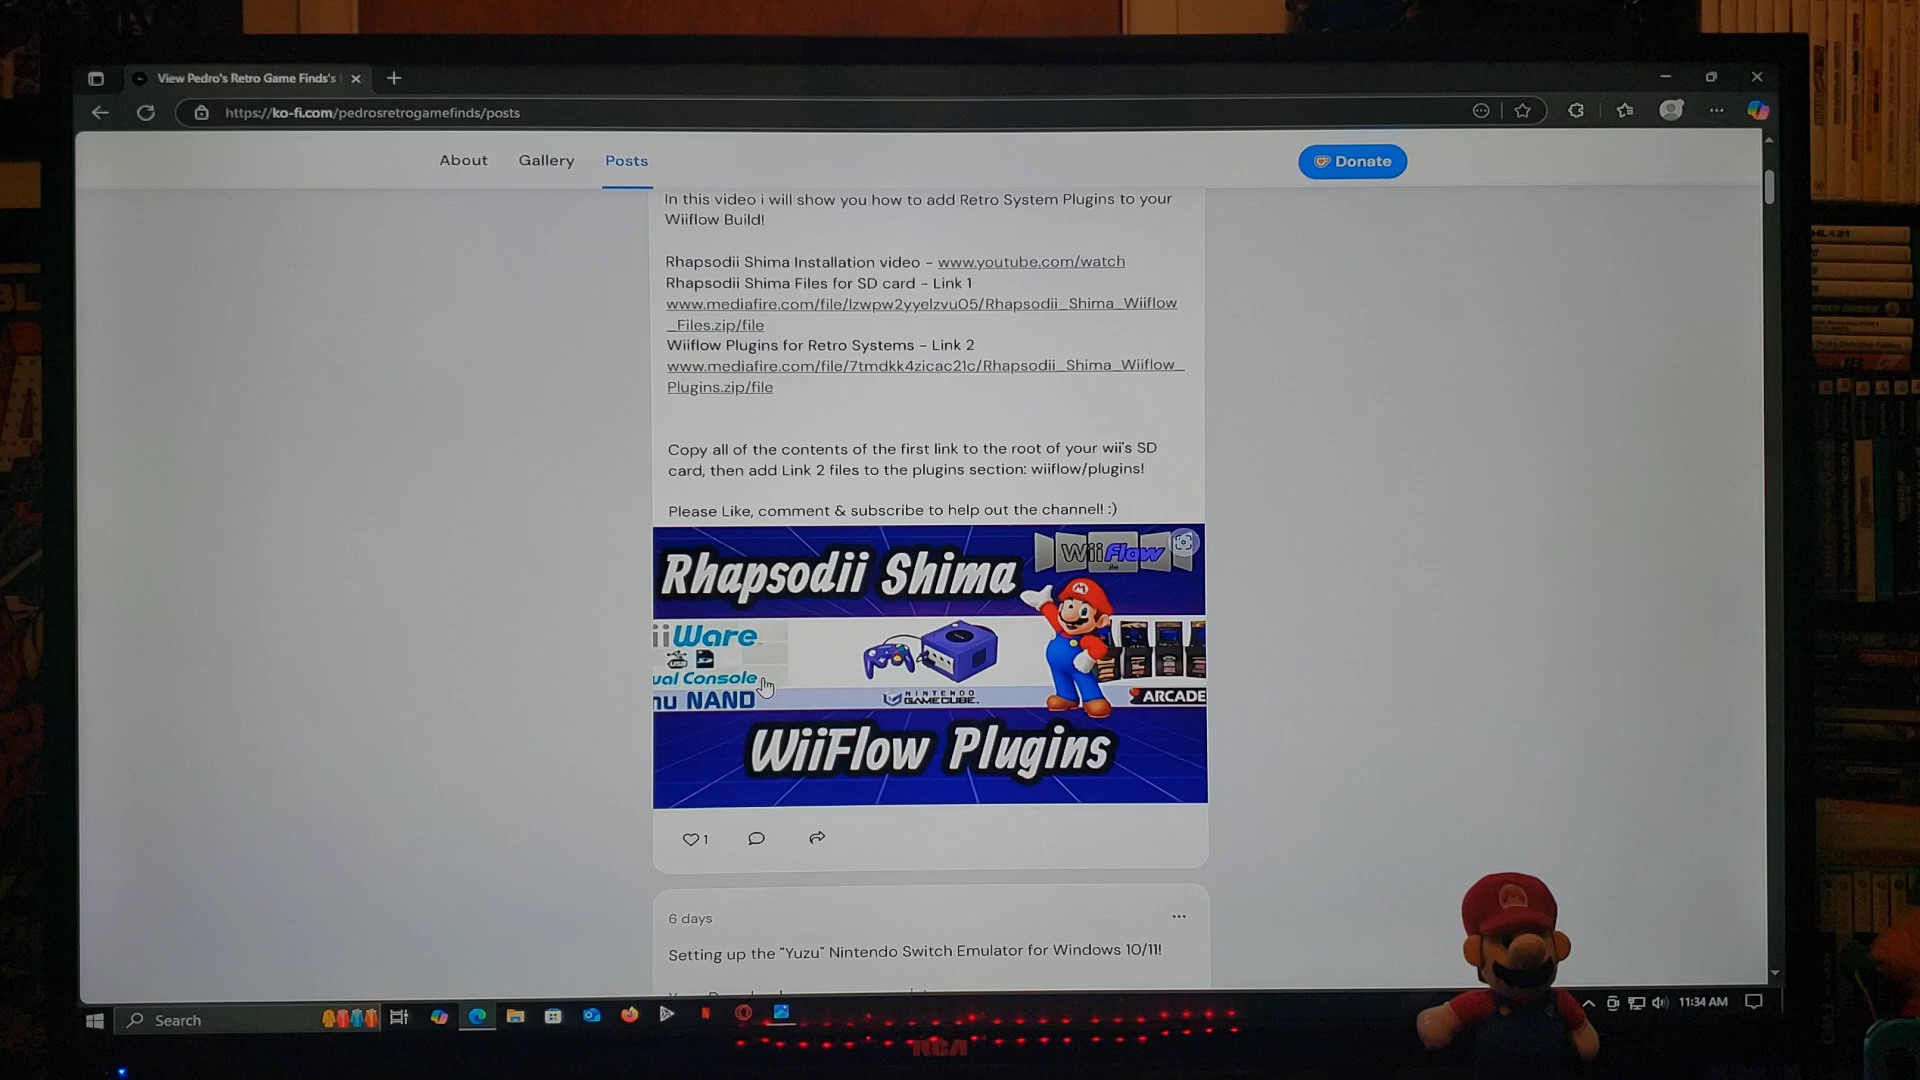 View Pedro's Retro Game Finds's
https://ko-fi.com/pedrosretrogamefinds/posts
About Gallery Posts
Donate
In this video i will show you how to add Retro System Plugins to your
Wiiflow Build!
Rhapsodii Shima Installation video - www.youtube.com/watch
Rhapsodii Shima Files for SD card - Link 1
www.mediafire.com/file/lzwpw2yyelzvu05/Rhapsodii_Shima_Wiiflow
_Files.zip/file
Wiiflow Plugins for Retro Systems - Link 2
www.mediafire.com/file/7tmdkk4zicac21c/Rhapsodii_Shima_Wiiflow_
Plugins.zip/file
Copy all of the contents of the first link to the root of your wii's SD
card, then add Link 2 files to the plugins section: wiiflow/plugins!
Please Like, comment & subscribe to help out the channel! :)
Rhapsodii Shima
WiiFlow
iiWare
USB
ual Console
nu NAND
NINTENDO
GAMECUBE.
ARCADE
WiiFlow Plugins
1
6 days
Setting up the "Yuzu" Nintendo Switch Emulator for Windows 10/11!
Search
11:34 AM
RCA